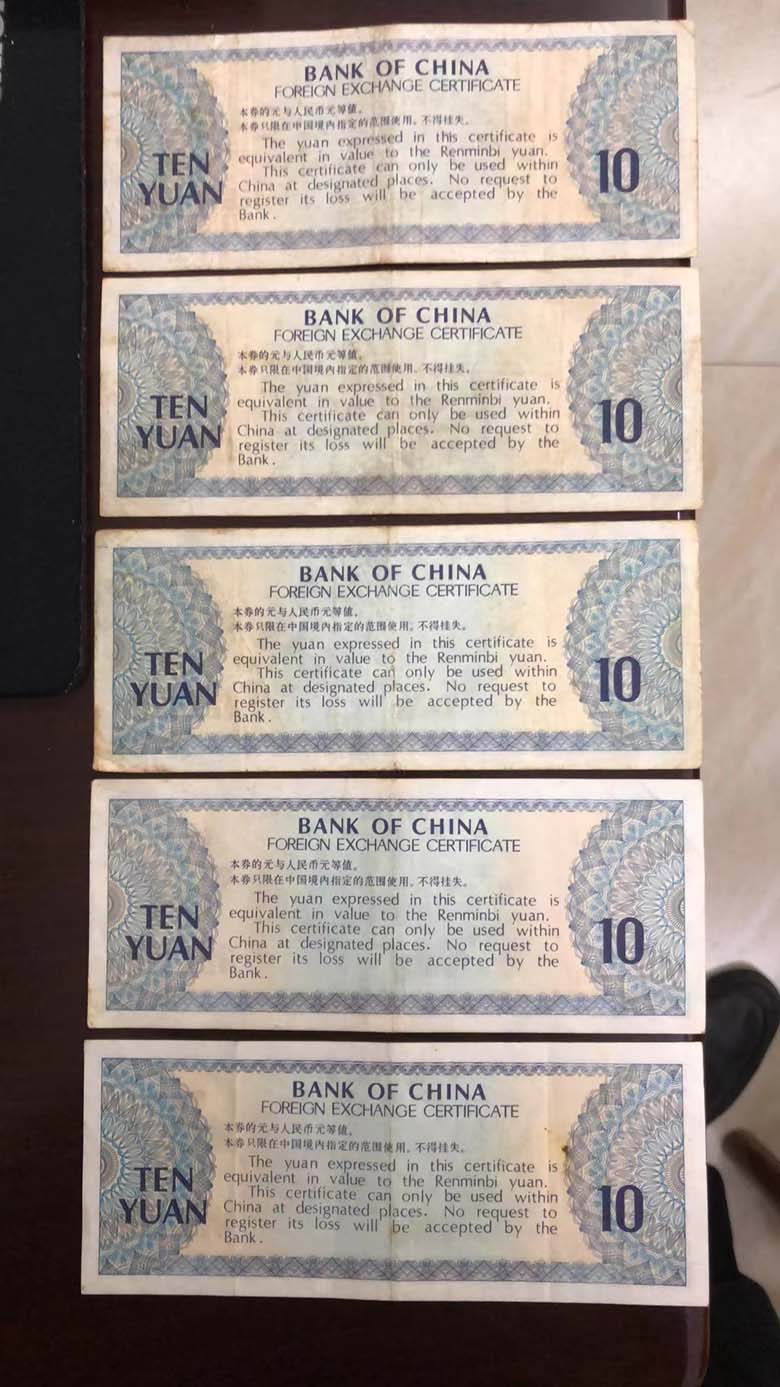 BANK OF CHINA
FOREIGN EXCHANGE CERTIFICATE
本券的元与人民币元等值。
本券只限在中国境内指定的范围使用。不得挂失。
The yuan expressed in this certificate is
equivalent in value to the Renminbi yuan.
This certificate can only be used within
China at designated places. No request to
register its loss will be accepted by the
Bank.
TEN
YUAN
10
BANK OF CHINA
FOREIGN EXCHANGE CERTIFICATE
本券的元与人民币元等值。
本券只限在中国境内指定的范围使用。不得挂失。
The yuan expressed in this certificate is
equivalent in value to the Renminbi yuan.
This certificate can only be used within
China at designated places. No request to
register its loss will be accepted by the
Bank.
TEN
YUAN
10
BANK OF CHINA
FOREIGN EXCHANGE CERTIFICATE
本券的元与人民币元等值。
本券只限在中国境内指定的范围使用。不得挂失。
The yuan expressed in this certificate is
equivalent in value to the Renminbi yuan.
This certificate can only be used within
China at designated places. No request to
register its loss will be accepted by the
Bank.
TEN
YUAN
10
BANK OF CHINA
FOREIGN EXCHANGE CERTIFICATE
本券的元与人民币元等值。
本券只限在中国境内指定的范围使用。不得挂失。
The yuan expressed in this certificate is
equivalent in value to the Renminbi yuan.
This certificate can only be used within
China at designated places. No request to
register its loss will be accepted by the
Bank.
TEN
YUAN
10
BANK OF CHINA
FOREIGN EXCHANGE CERTIFICATE
本券的元与人民币元等值。
本券只限在中国境内指定的范围使用。不得挂失。
The yuan expressed in this certificate is
equivalent in value to the Renminbi yuan.
This certificate can only be used within
China at designated places. No request to
register its loss will be accepted by the
Bank.
TEN
YUAN
10